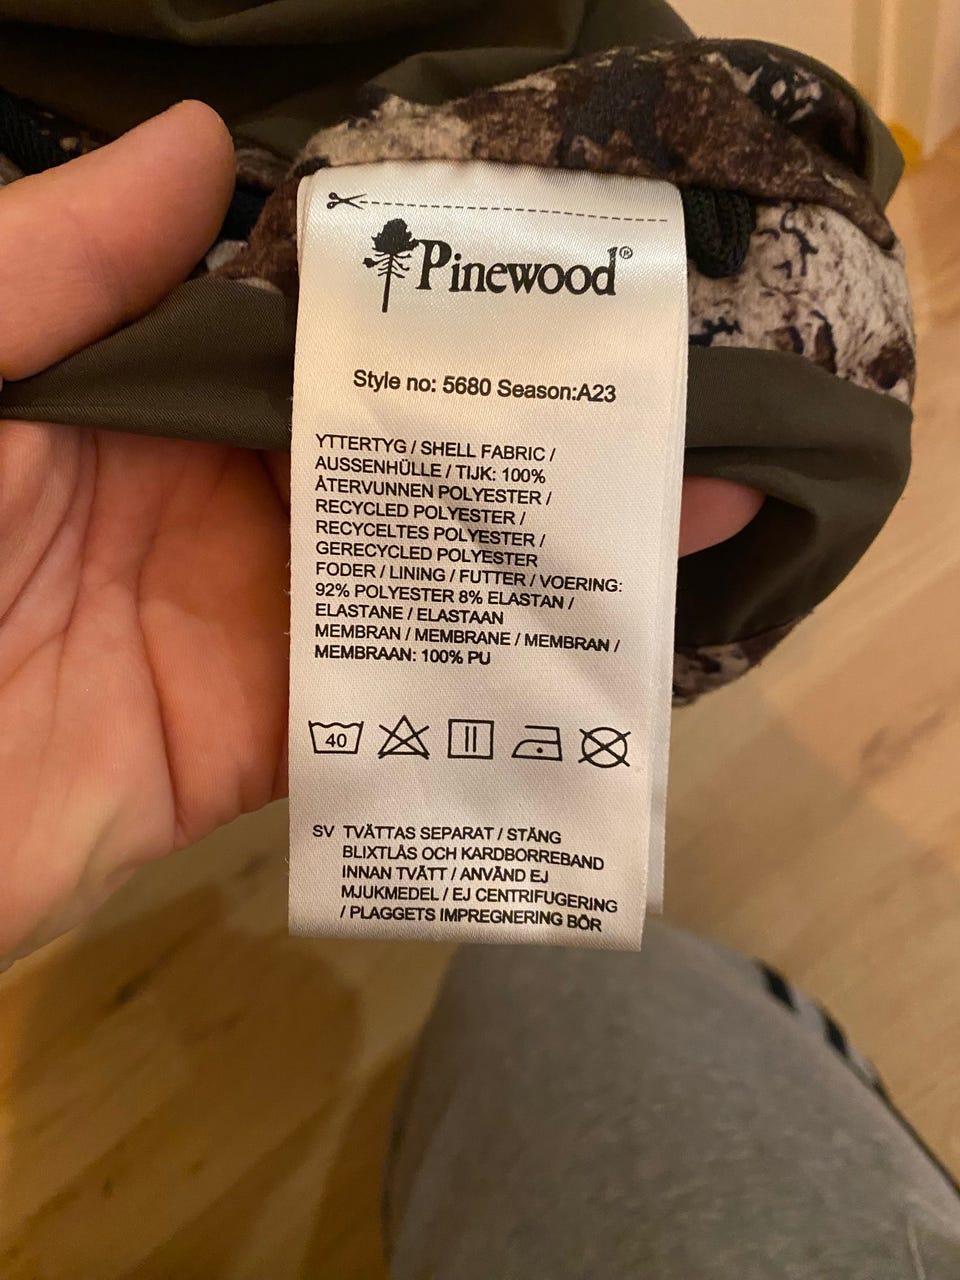 Pinewood®
Style no: 5680 Season:A23
YTTERTYG / SHELL FABRIC /
AUSSENHÜLLE / TIJK: 100%
ÅTERVUNNEN POLYESTER /
RECYCLED POLYESTER /
RECYCELTES POLYESTER /
GERECYCLED POLYESTER
FODER / LINING / FUTTER / VOERING:
92% POLYESTER 8% ELASTAN /
ELASTANE / ELASTAAN
MEMBRAN / MEMBRANE / MEMBRAN /
MEMBRAAN: 100% PU
40
SV TVÄTTAS SEPARAT / STÄNG
BLIXTLÅS OCH KARDBORREBAND
INNAN TVÄTT / ANVÄND EJ
MJUKMEDEL / EJ CENTRIFUGERING
/ PLAGGETS IMPREGNERING BÖR